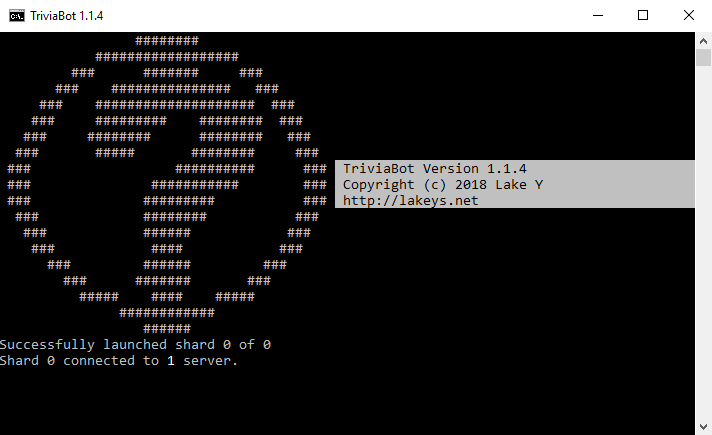 TriviaBot 1.1.4
TriviaBot Version 1.1.4
Copyright (c) 2018 Lake Y
http://lakeys.net
Successfully launched shard 0 of 0
Shard 0 connected to 1 server.